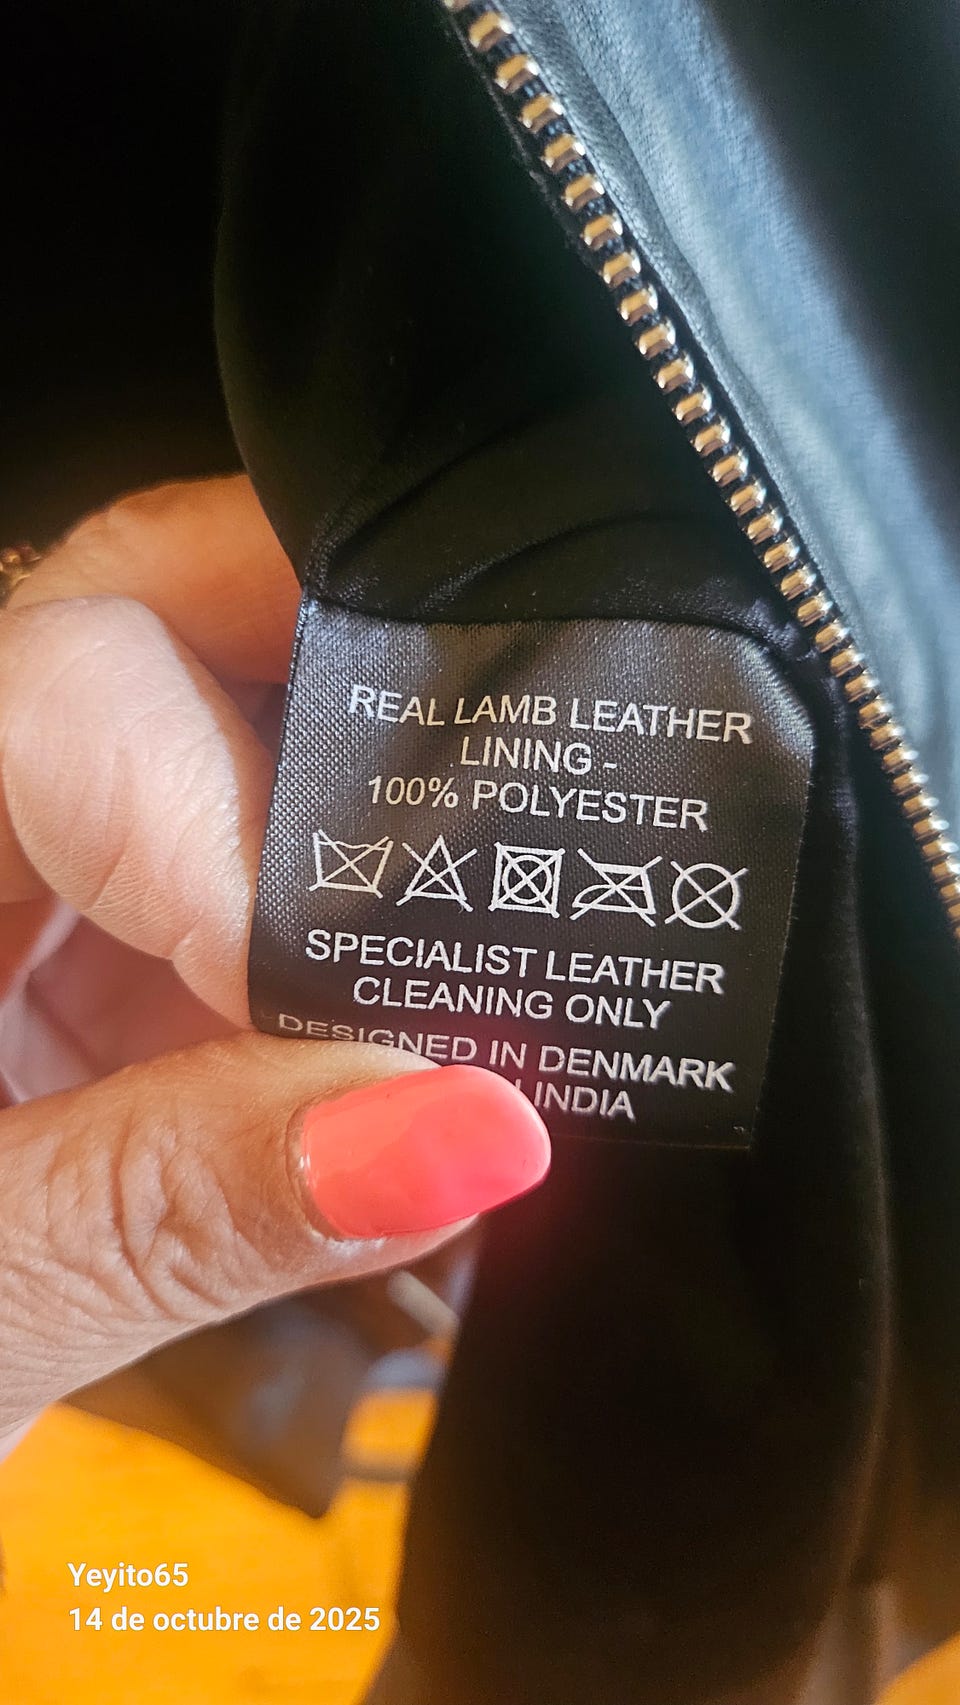 REAL LAMB LEATHER
LINING -
100% POLYESTER
SPECIALIST LEATHER
CLEANING ONLY
DESIGNED IN DENMARK
INDIA
Yeyito65
14 de octubre de 2025